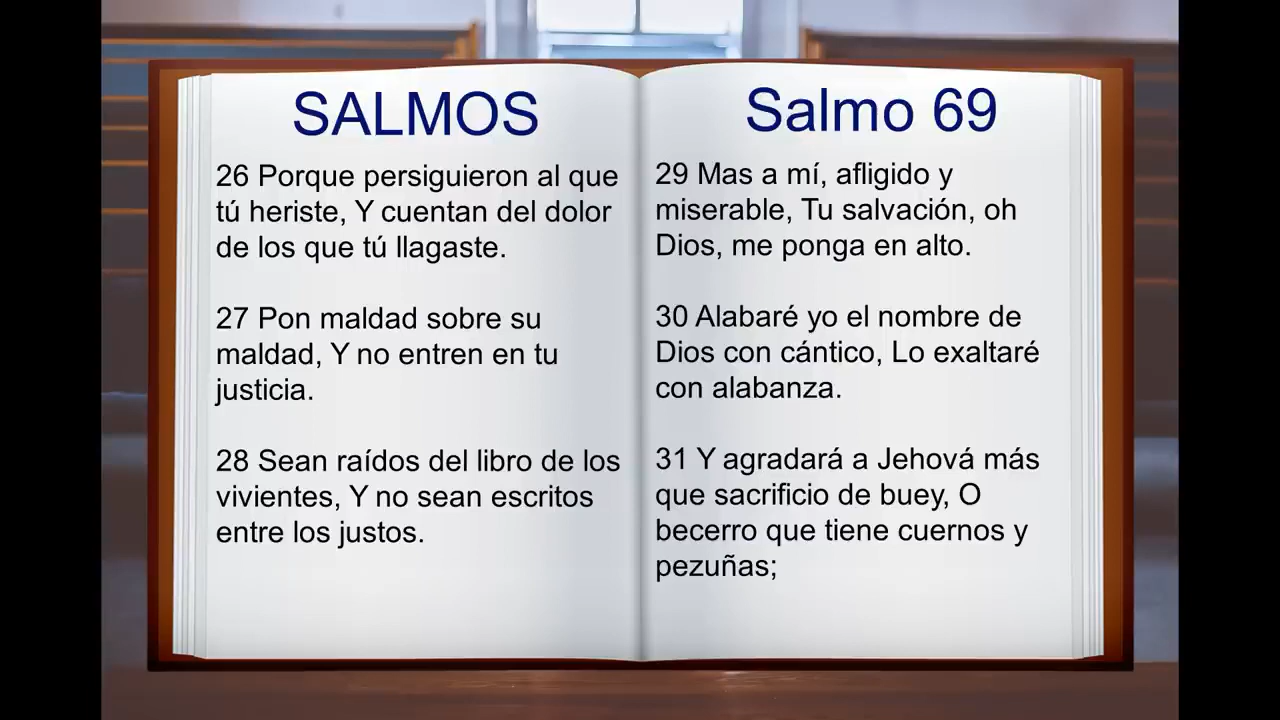 SALMOS
26 Porque persiguieron al que
tú heriste, Y cuentan del dolor
de los que tú llagaste.
27 Pon maldad sobre su
maldad, Y no entren en tu
justicia.
28 Sean raídos del libro de los
vivientes, Y no sean escritos
entre los justos.
Salmo 69
29 Mas a mí, afligido y
miserable, Tu salvación, oh
Dios, me ponga en alto.
30 Alabaré yo el nombre de
Dios con cántico, Lo exaltaré
con alabanza.
31 Y agradará a Jehová más
que sacrificio de buey, O
becerro que tiene cuernos y
pezuñas;